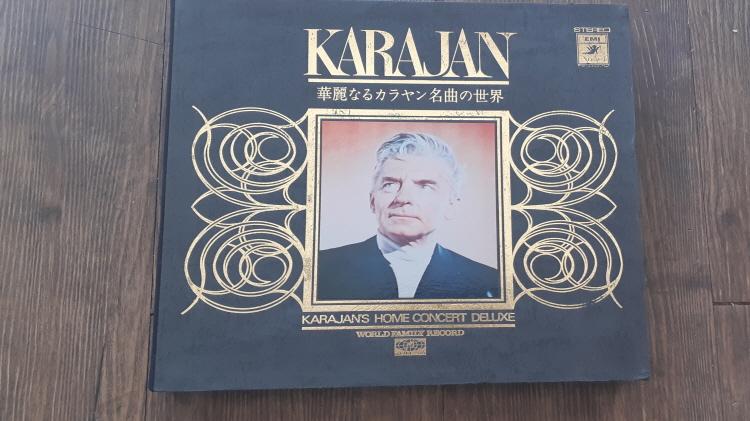 STEREO
EMI
KARAJAN
華麗なるカラヤン名曲の世界
KARAJAN'S HOME CONCERT DELUXE
WORLD FAMILY RECORD